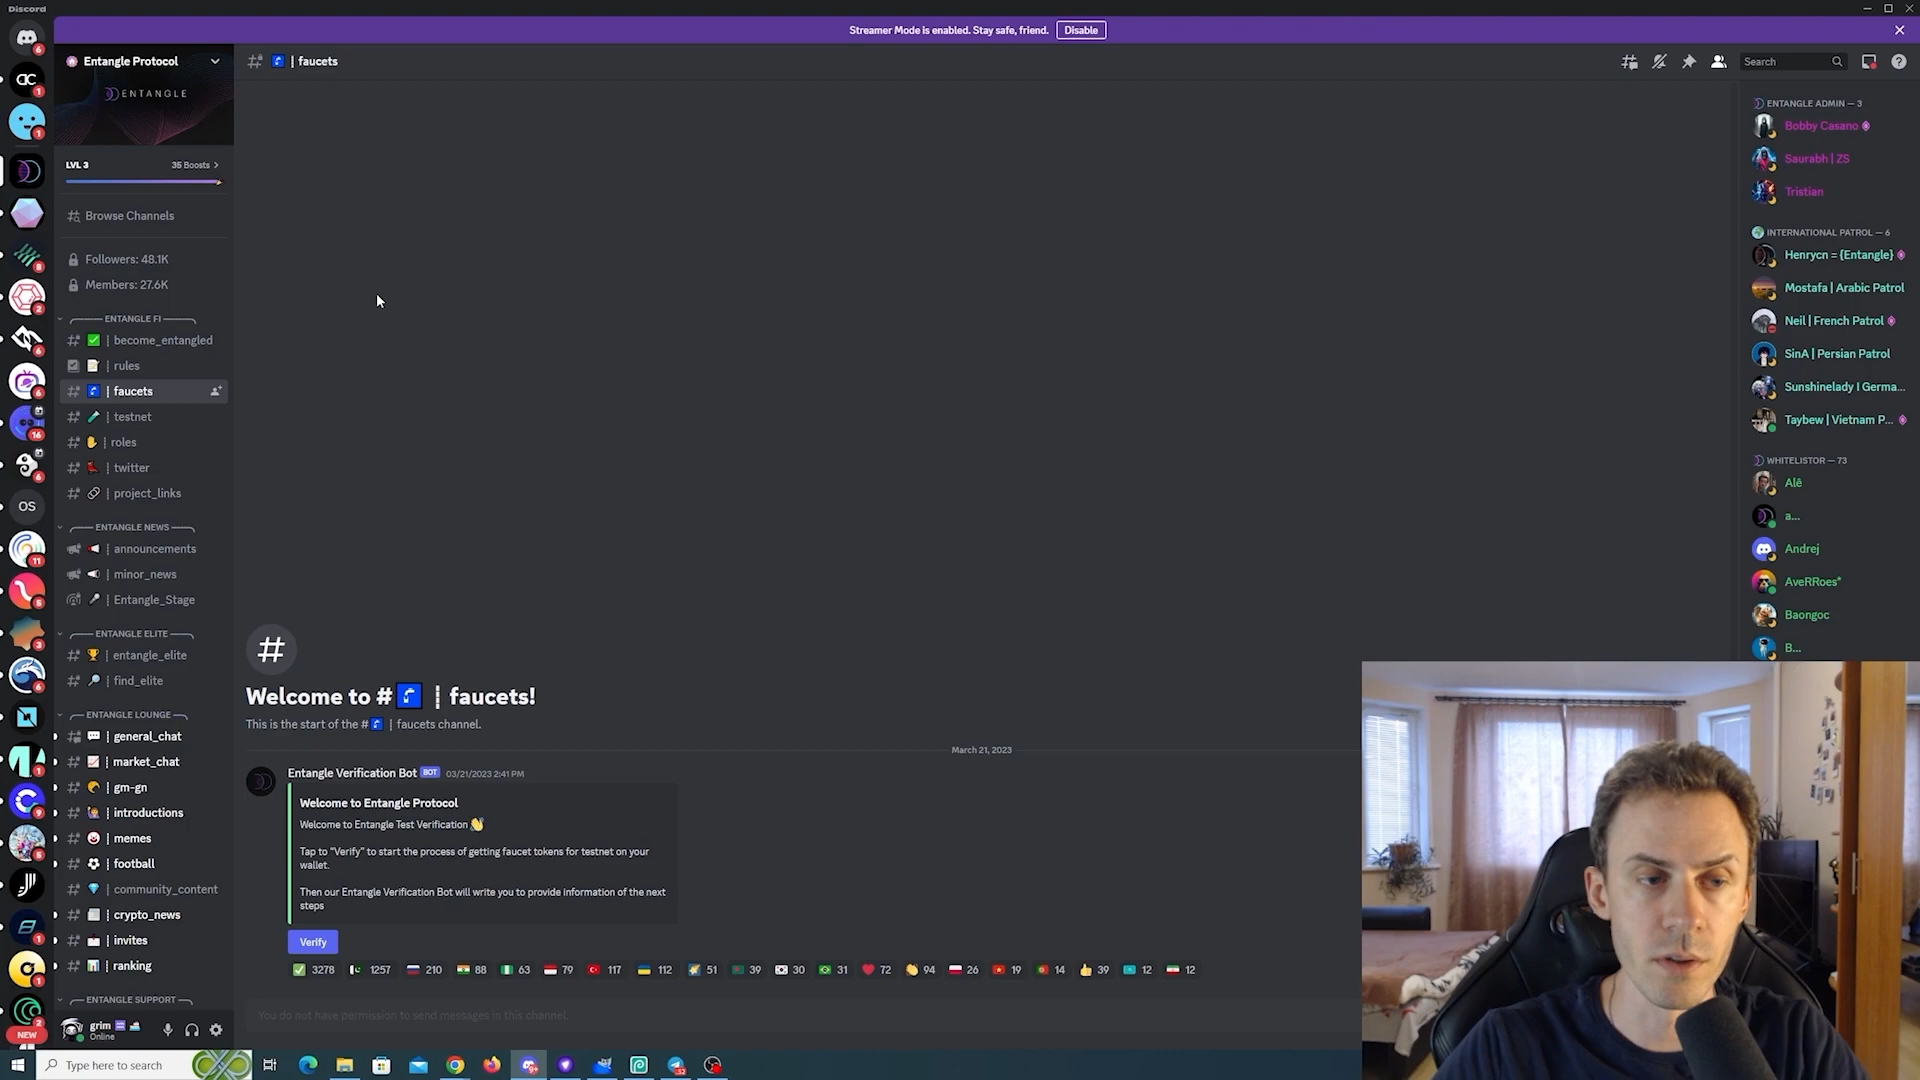 Discord
Streamer Mode is enabled. Stay safe, friend. Disable
Entangle Protocol
ENTANGLE
LVL 3 35 Boosts
Browse Channels
Followers: 48.1K
Members: 27.6K
ENTANGLE FI
| become_entangled
| rules
| faucets
| testnet
| roles
| twitter
| project_links
ENTANGLE NEWS
| announcements
| minor_news
| Entangle_Stage
ENTANGLE ELITE
| entangle_elite
| find_elite
ENTANGLE LOUNGE
| general_chat
| market_chat
| gm-gn
| introductions
| memes
| football
| community_content
| crypto_news
| invites
| ranking
ENTANGLE SUPPORT
grim
Online
OS
NEW
| faucets
Search
Welcome to # | faucets!
This is the start of the # | faucets channel.
March 21, 2023
Entangle Verification Bot BOT 03/21/2023 2:41 PM
Welcome to Entangle Protocol
Welcome to Entangle Test Verification 👋
Tap to "Verify" to start the process of getting faucet tokens for testnet on your
wallet.
Then our Entangle Verification Bot will write you to provide information of the next
steps
Verify
3278 1257 210 88 63 79 117 112 51 39 30 31 72 94 26 19 14 39 12 12
You do not have permission to send messages in this channel.
ENTANGLE ADMIN — 3
Bobby Casano
Saurabh | ZS
Tristian
INTERNATIONAL PATROL — 6
Henrycn = {Entangle}
Mostafa | Arabic Patrol
Neil | French Patrol
SinA | Persian Patrol
Sunshinelady I Germa...
Taybew | Vietnam P...
WHITELISTOR — 73
Alē
a...
Andrej
AveRRoes*
Baongoc
B...
Type here to search